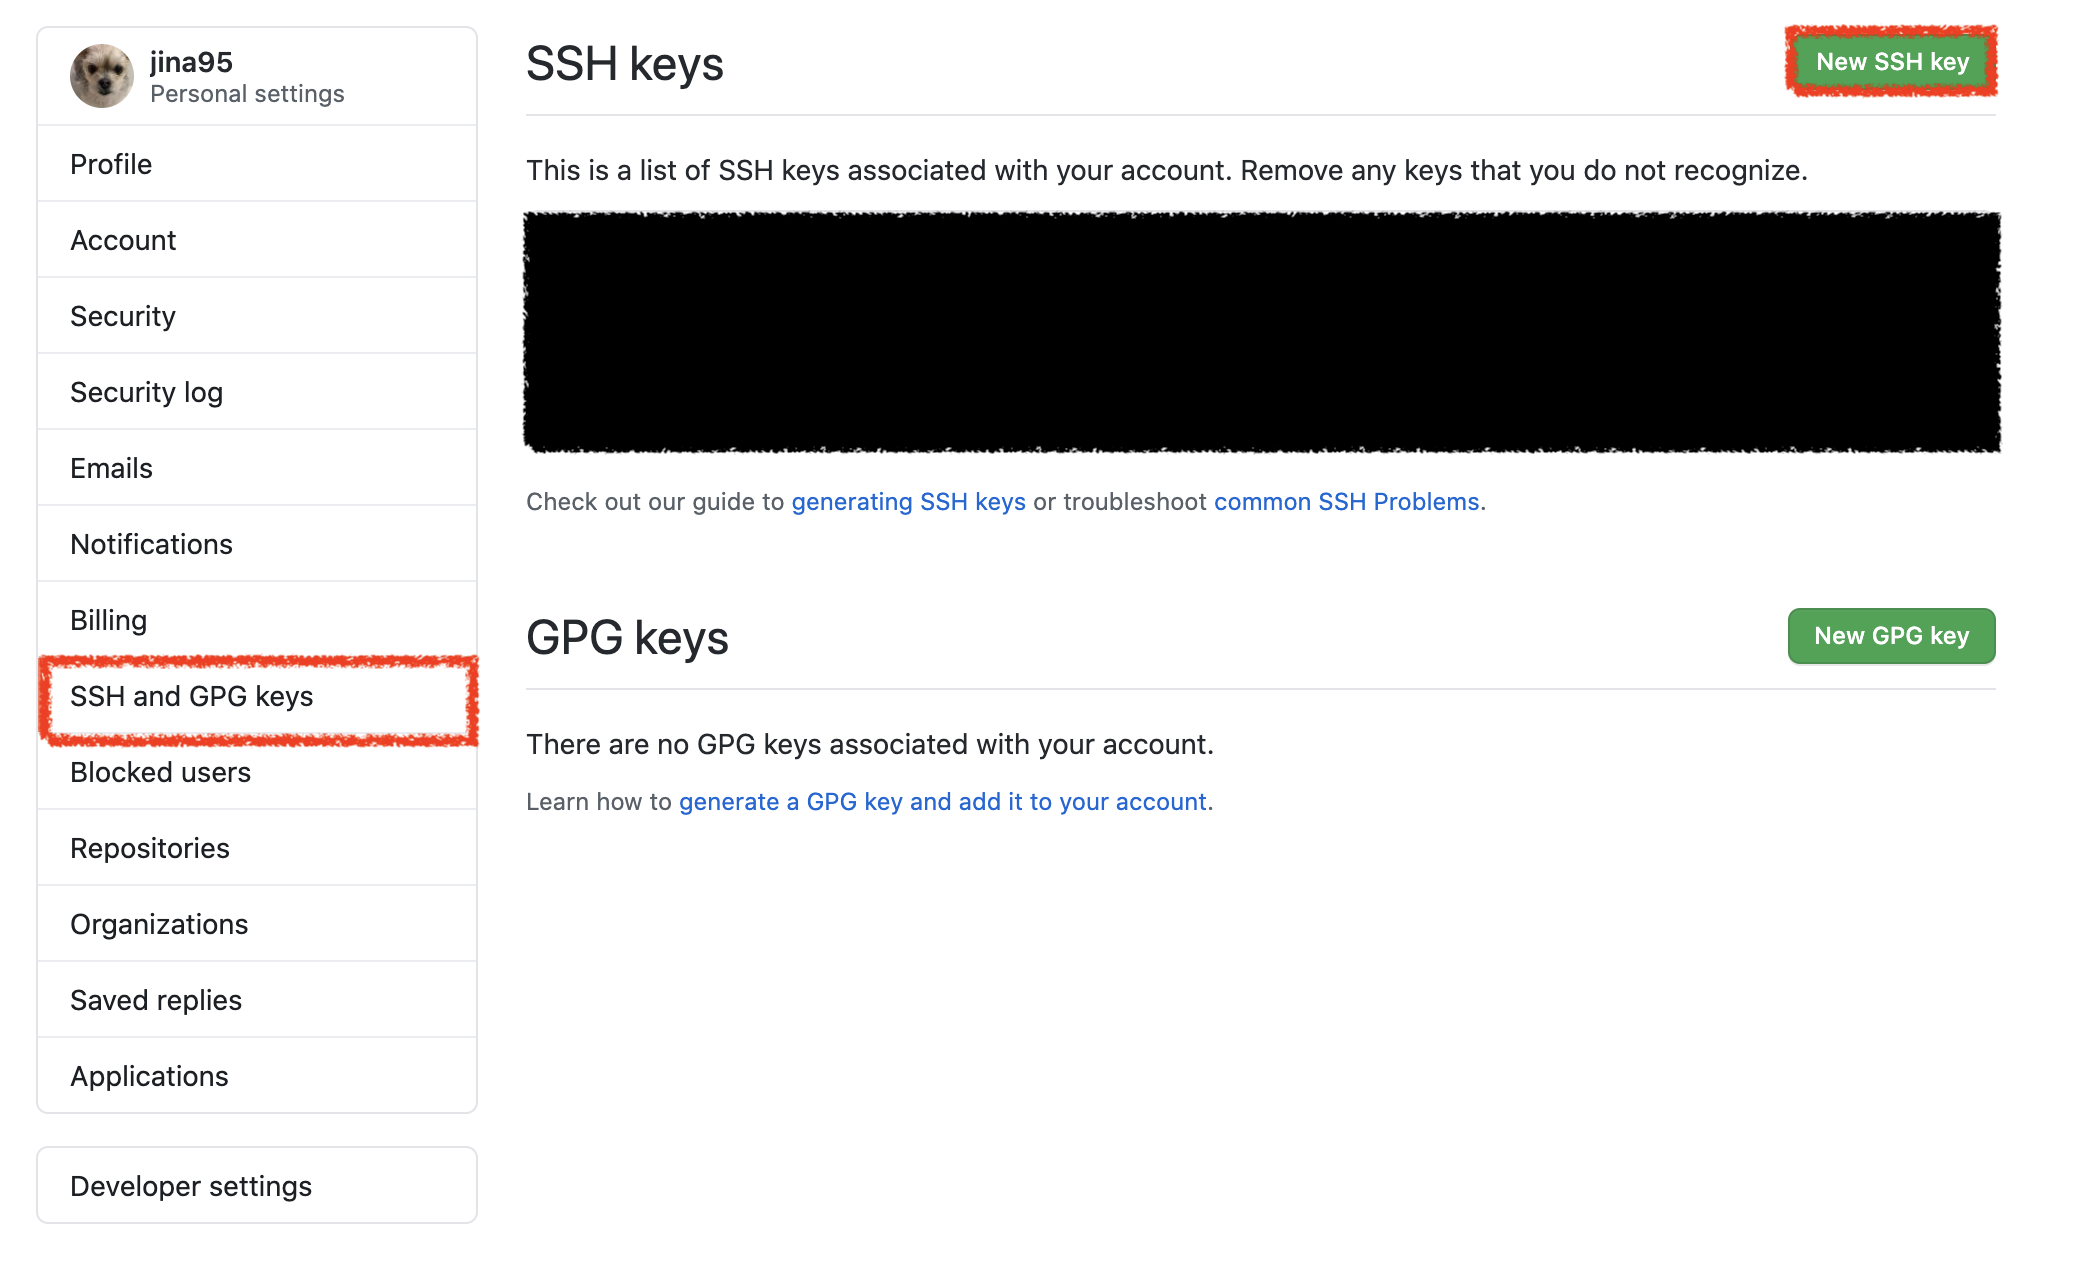 jina95
Personal settings
Profile
Account
Security
Security log
Emails
Notifications
Billing
SSH and GPG keys
Blocked users
Repositories
Organizations
Saved replies
Applications
Developer settings
SSH keys
New SSH key
This is a list of SSH keys associated with your account. Remove any keys that you do not recognize.
Check out our guide to generating SSH keys or troubleshoot common SSH Problems.
GPG keys
New GPG key
There are no GPG keys associated with your account.
Learn how to generate a GPG key and add it to your account.